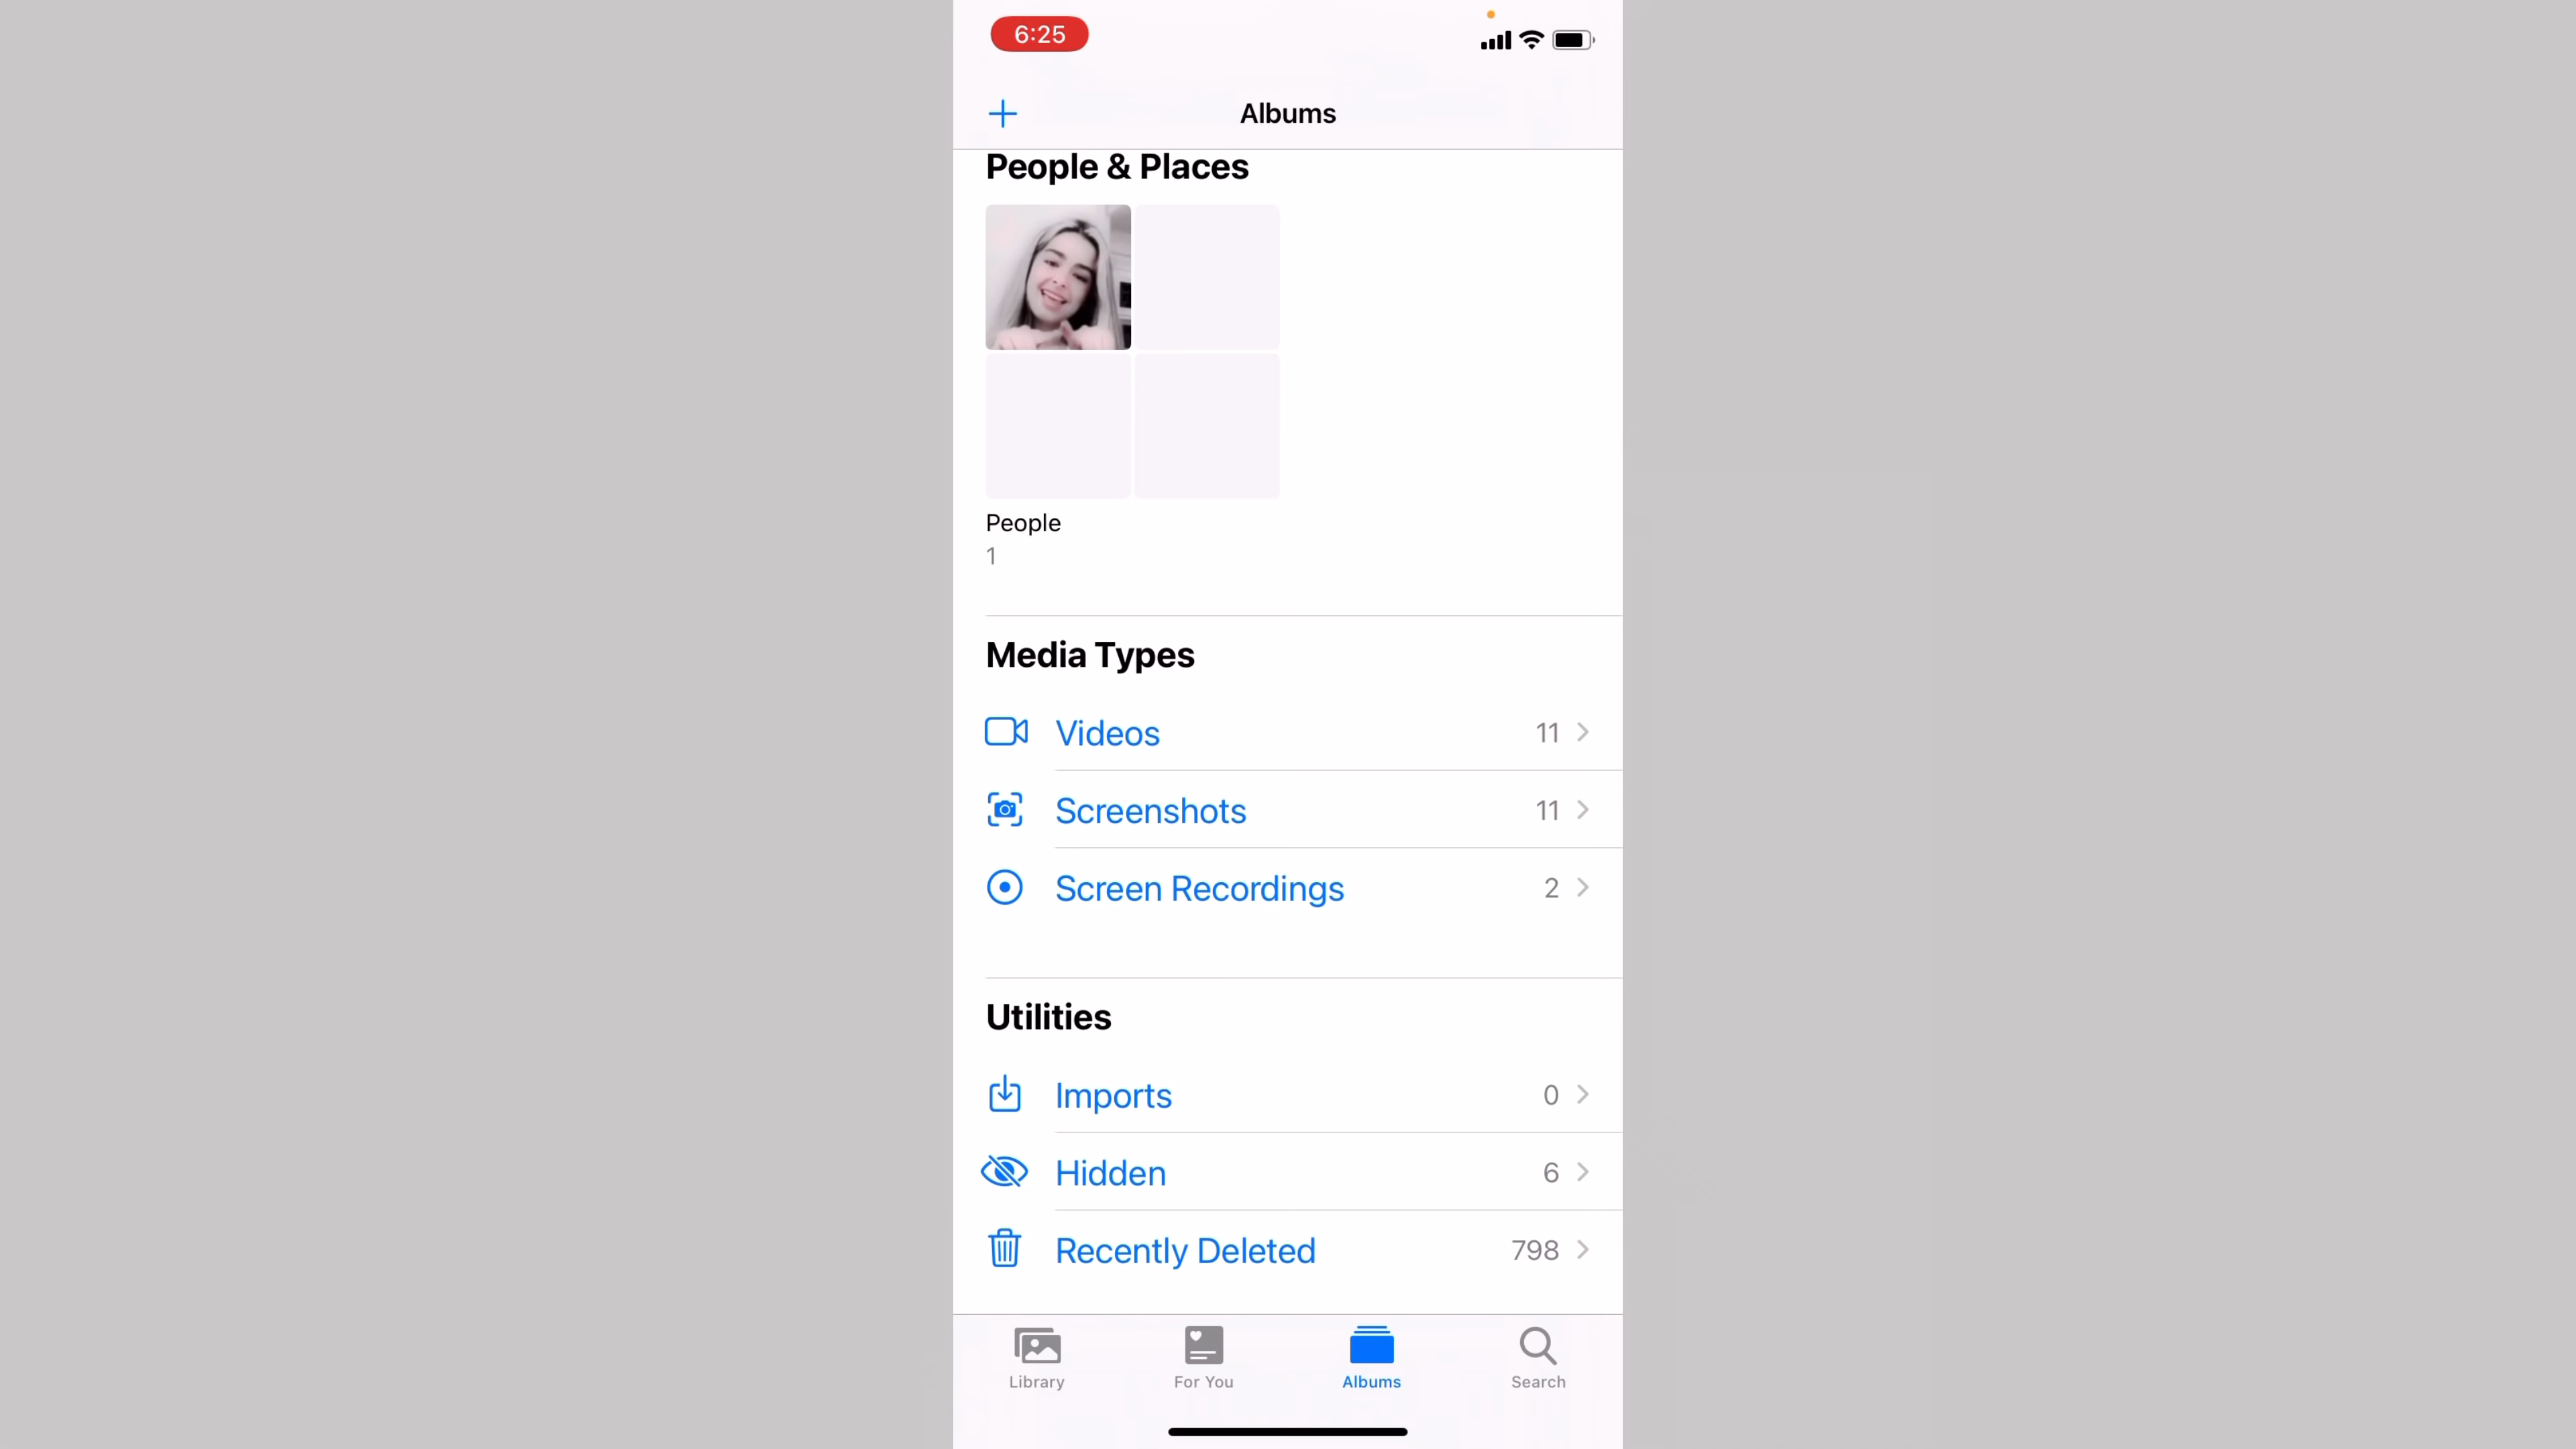 6:25
Albums
People & Places
People
1
Media Types
Videos 11
Screenshots 11
Screen Recordings 2
Utilities
Imports 0
Hidden 6
Recently Deleted 798
Library For You Albums Search